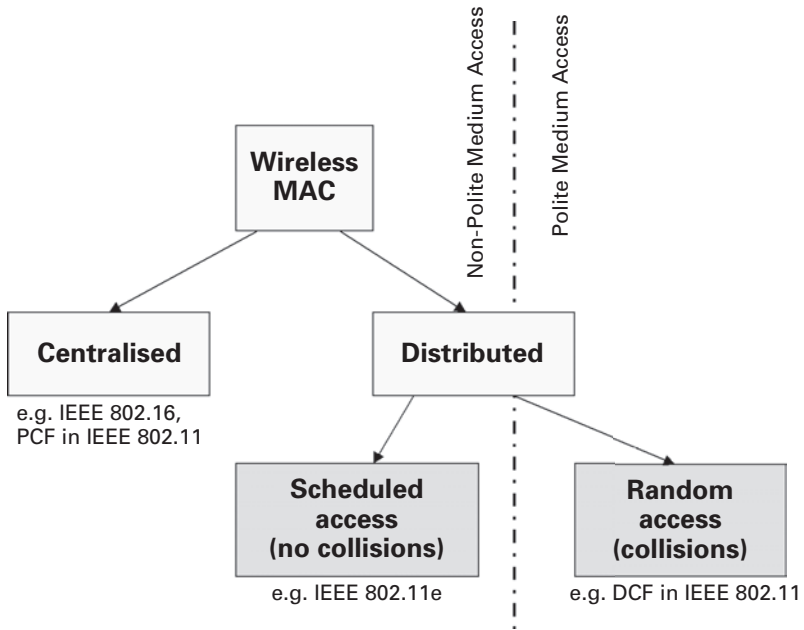 Non-Polite Medium Access
Polite Medium Access
Wireless
MAC
Centralised
Distributed
e.g. IEEE 802.16,
PCF in IEEE 802.11
Scheduled
access
(no collisions)
Random
access
(collisions)
e.g. IEEE 802.11e
e.g. DCF in IEEE 802.11